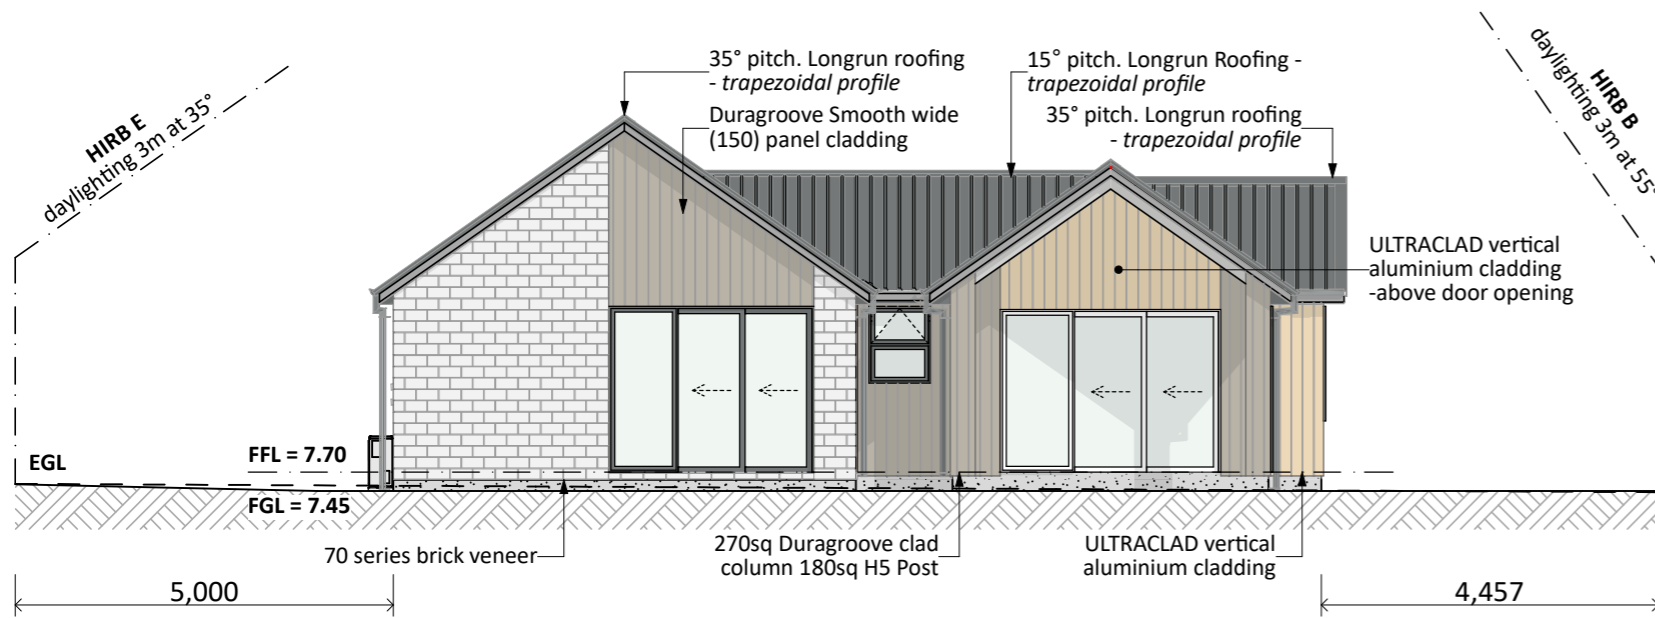 HIRB E
daylighting 3m at 35°
35° pitch. Longrun roofing
- trapezoidal profile
Duragroove Smooth wide
(150) panel cladding
15° pitch. Longrun Roofing -
trapezoidal profile
35° pitch. Longrun roofing
- trapezoidal profile
HIRB B
daylighting 3m at 55°
ULTRACLAD vertical
aluminium cladding
-above door opening
EGL
FFL = 7.70
FGL = 7.45
70 series brick veneer
270sq Duragroove clad
column 180sq H5 Post
ULTRACLAD vertical
aluminium cladding
5,000
4,457